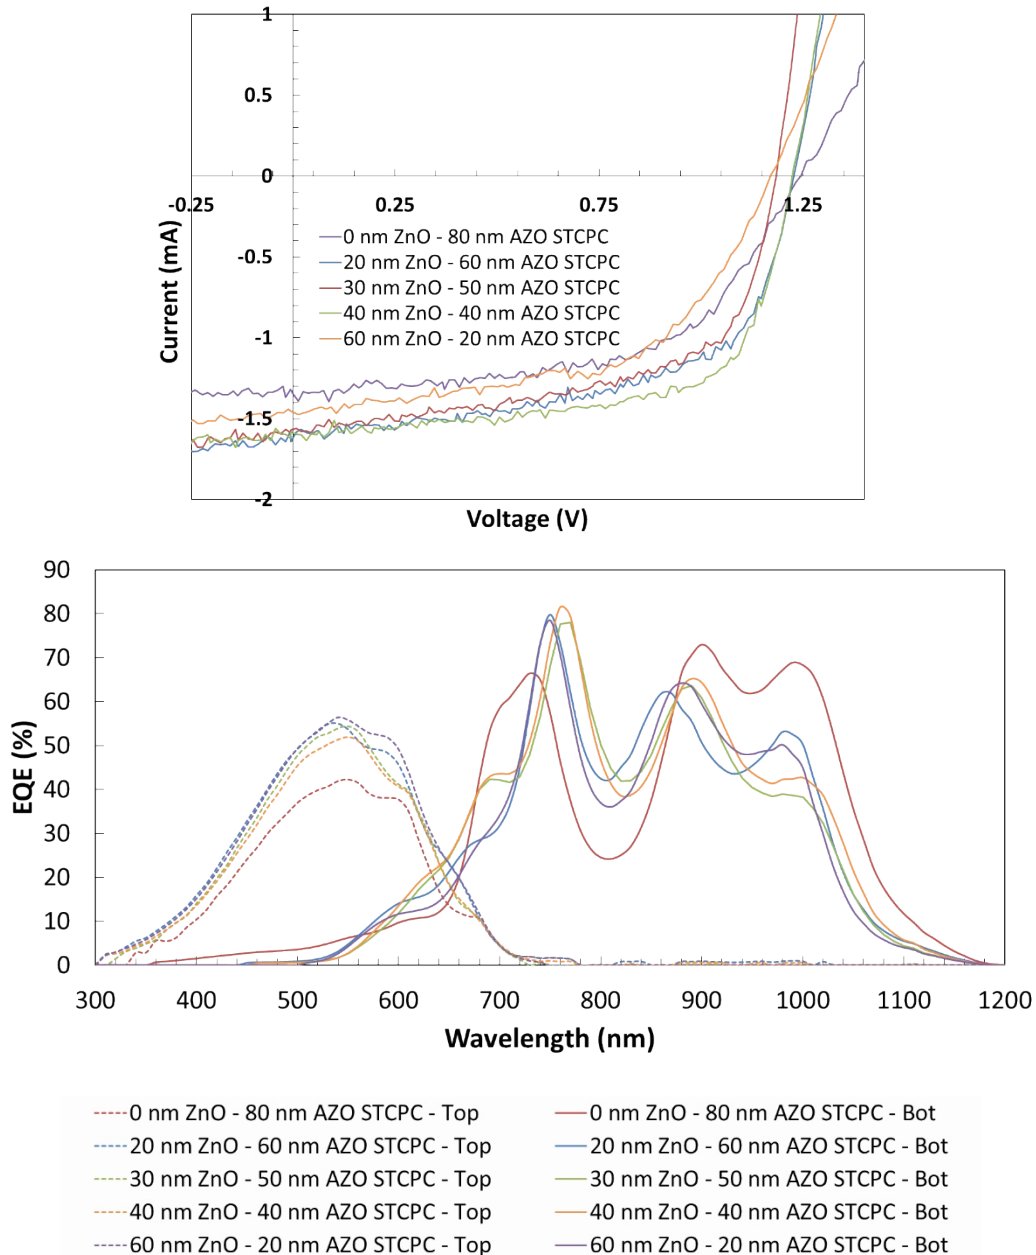 1
0.5
0
-0.25
0.25
0.75
1.25
0 nm ZnO - 80 nm AZO STCPC
20 nm ZnO - 60 nm AZO STCPC
30 nm ZnO - 50 nm AZO STCPC
40 nm ZnO - 40 nm AZO STCPC
60 nm ZnO - 20 nm AZO STCPC
-0.5
-1
-1.5
-2
Current (mA)
Voltage (V)
90
80
70
60
50
40
30
20
10
0
EQE (%)
300 400 500 600 700 800 900 1000 1100 1200
Wavelength (nm)
0 nm ZnO - 80 nm AZO STCPC - Top
0 nm ZnO - 80 nm AZO STCPC - Bot
20 nm ZnO - 60 nm AZO STCPC - Top
20 nm ZnO - 60 nm AZO STCPC - Bot
30 nm ZnO - 50 nm AZO STCPC - Top
30 nm ZnO - 50 nm AZO STCPC - Bot
40 nm ZnO - 40 nm AZO STCPC - Top
40 nm ZnO - 40 nm AZO STCPC - Bot
60 nm ZnO - 20 nm AZO STCPC - Top
60 nm ZnO - 20 nm AZO STCPC - Bot